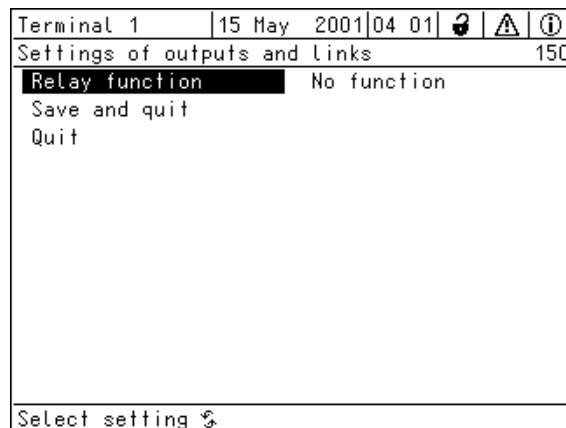 Terminal 1 15 May 2001 04 01
Settings of outputs and links 150
Relay function No function
Save and quit
Quit
Select setting